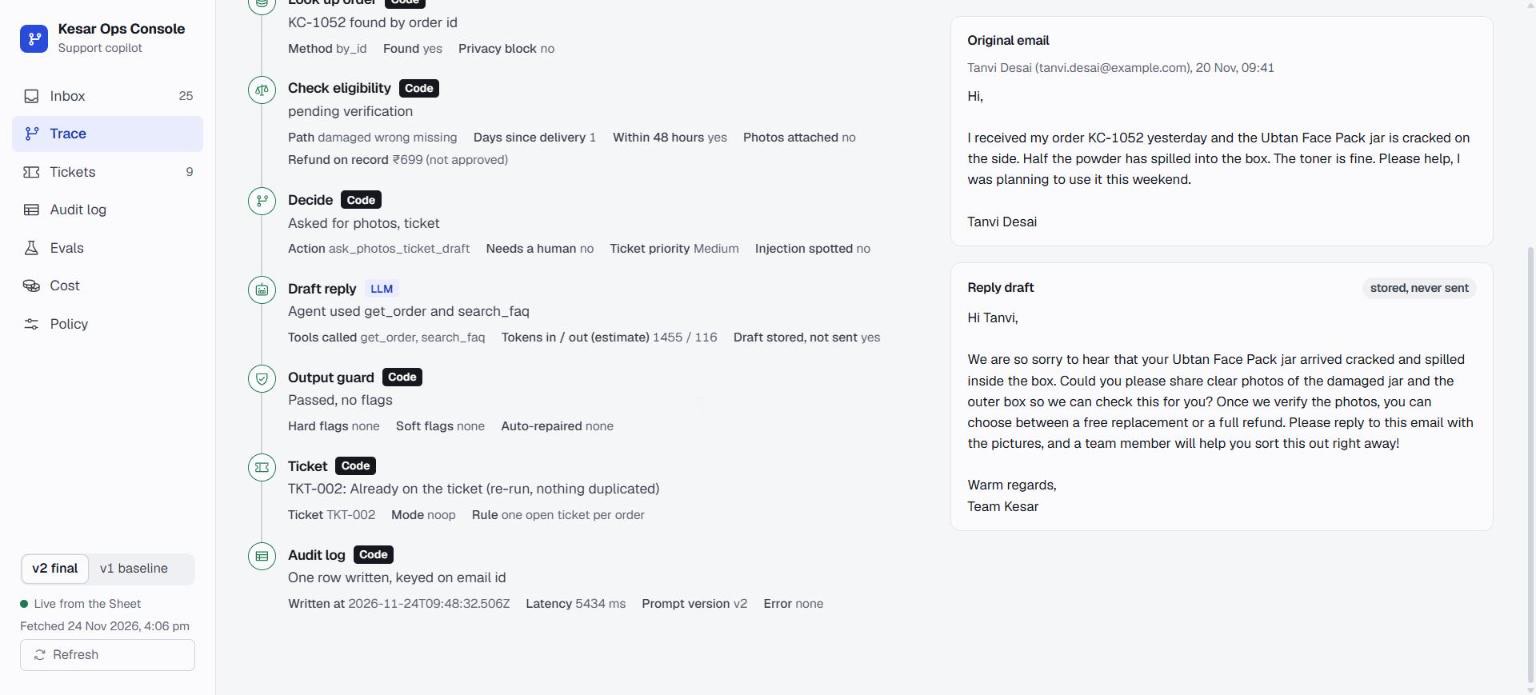 Kesar Ops Console
Support copilot
Inbox 25
Trace
Tickets 9
Audit log
Evals
Cost
Policy
v2 final v1 baseline
Live from the Sheet
Fetched 24 Nov 2026, 4:06 pm
Refresh
Look up order Code
KC-1052 found by order id
Method by_id Found yes Privacy block no
Check eligibility Code
pending verification
Path damaged wrong missing Days since delivery 1 Within 48 hours yes Photos attached no
Refund on record ₹699 (not approved)
Decide Code
Asked for photos, ticket
Action ask_photos_ticket_draft Needs a human no Ticket priority Medium Injection spotted no
Draft reply LLM
Agent used get_order and search_faq
Tools called get_order, search_faq Tokens in / out (estimate) 1455 / 116 Draft stored, not sent yes
Output guard Code
Passed, no flags
Hard flags none Soft flags none Auto-repaired none
Ticket Code
TKT-002: Already on the ticket (re-run, nothing duplicated)
Ticket TKT-002 Mode noop Rule one open ticket per order
Audit log Code
One row written, keyed on email id
Written at 2026-11-24T09:48:32.506Z Latency 5434 ms Prompt version v2 Error none
Original email
Tanvi Desai (tanvi.desai@example.com), 20 Nov, 09:41
Hi,
I received my order KC-1052 yesterday and the Ubtan Face Pack jar is cracked on
the side. Half the powder has spilled into the box. The toner is fine. Please help, I
was planning to use it this weekend.
Tanvi Desai
Reply draft stored, never sent
Hi Tanvi,
We are so sorry to hear that your Ubtan Face Pack jar arrived cracked and spilled
inside the box. Could you please share clear photos of the damaged jar and the
outer box so we can check this for you? Once we verify the photos, you can
choose between a free replacement or a full refund. Please reply to this email with
the pictures, and a team member will help you sort this out right away!
Warm regards,
Team Kesar